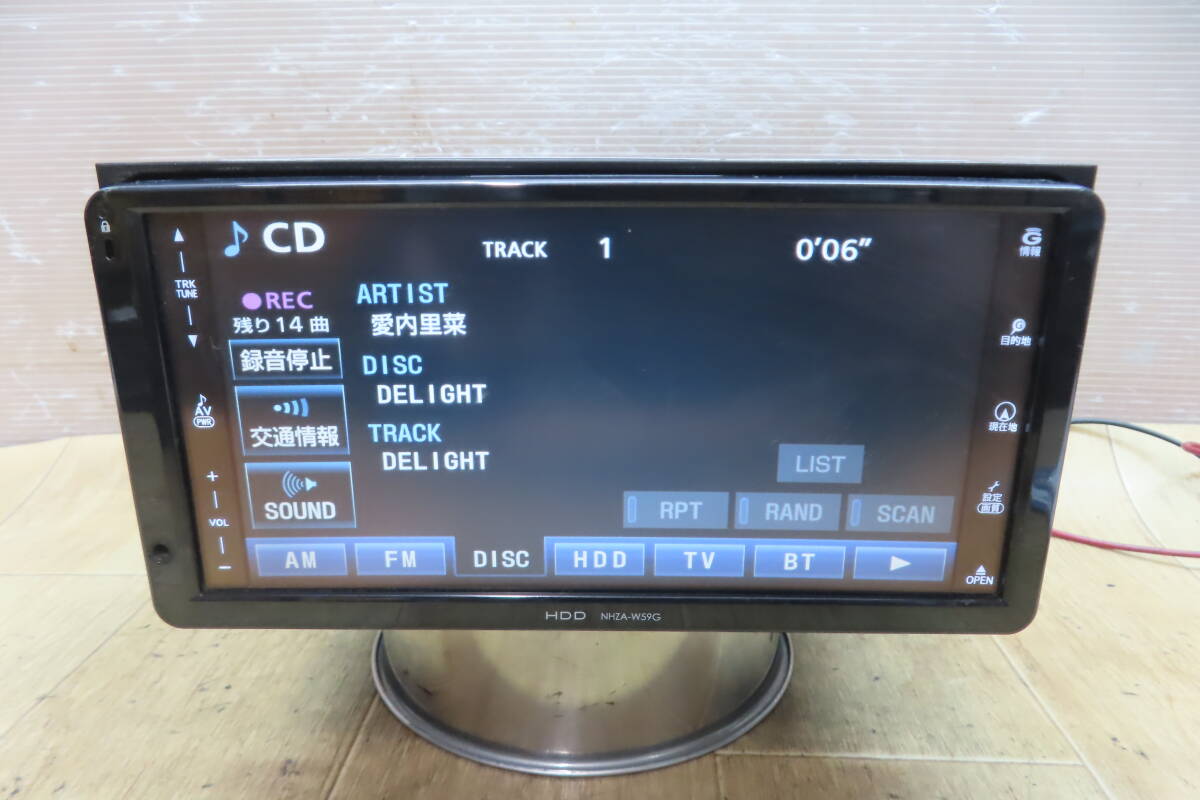 CD
TRACK 1 0'06"
REC
残り14曲
録音停止
交通情報
SOUND
ARTIST
愛内里菜
DISC
DELIGHT
TRACK
DELIGHT
LIST
RPT RAND SCAN
AM FM DISC HDD TV BT
TRK
TUNE
AV
PWR
+
VOL
−
G
情報
G
目的地
現在地
設定
画質
OPEN
HDD NHZA-W59G